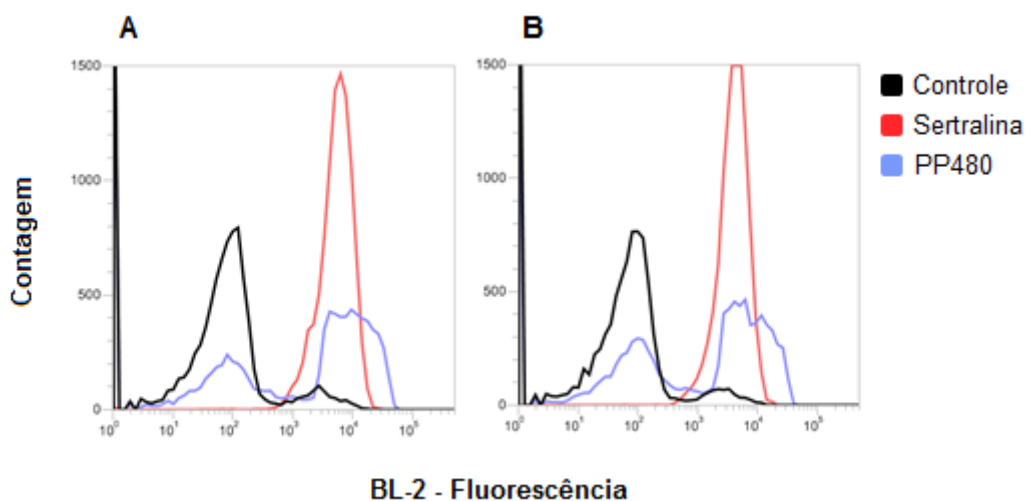 A B
1500
1000
500
0
10⁰ 10¹ 10² 10³ 10⁴ 10⁵
1500
1000
500
0
10⁰ 10¹ 10² 10³ 10⁴ 10⁵
Controle
Sertralina
PP480
Contagem
BL-2 - Fluorescência